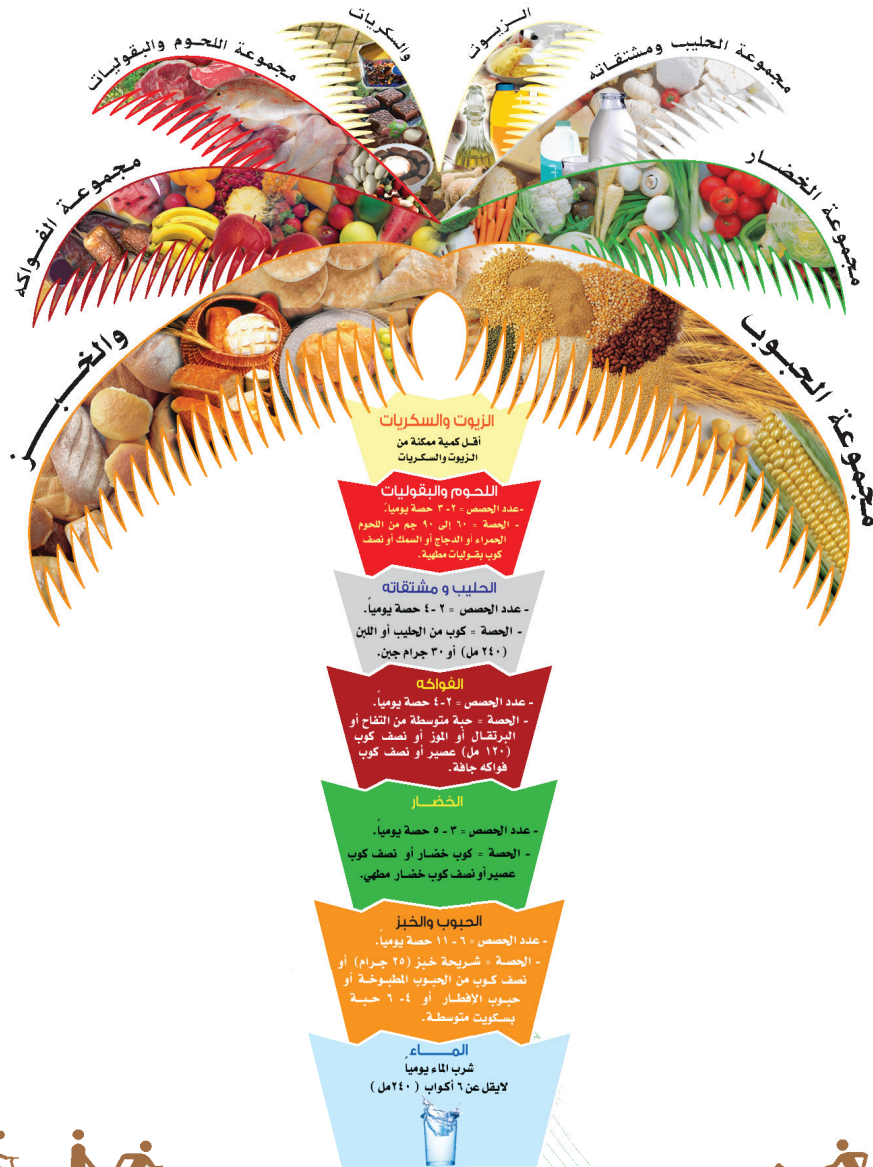 الـزيــوت
والسكريات
مجموعة الحليب ومشتقاته
مجموعة اللحوم والبقوليات
مجموعة الخضار
مجموعة الفواكه
مجموعة الحبوب
والخبز
الزيوت والسكريات
أقل كمية ممكنة من
الزيوت والسكريات
اللحوم والبقوليات
-عدد الحصص = ٢- ٣ حصة يومياً.
- الحصة = ٦٠ إلى ٩٠ جم من اللحوم
الحمراء أو الدجاج أو السمك أو نصف
كوب بقوليات مطهية.
الحليب و مشتقاته
- عدد الحصص = ٢ -٤ حصة يومياً.
- الحصة = كوب من الحليب أو اللبن
(٢٤٠ مل) أو ٣٠ جرام جبن.
الفواكه
- عدد الحصص = ٢-٤ حصة يومياً.
- الحصة = حبة متوسطة من التفاح أو
البرتقال أو الموز أو نصف كوب
(١٢٠ مل) عصير أو نصف كوب
فواكه جافة.
الخضـــار
- عدد الحصص = ٣ - ٥ حصة يومياً.
- الحصة = كوب خضار أو نصف كوب
عصير أو نصف كوب خضار مطهي.
الحبوب والخبز
- عدد الحصص = ٦ - ١١ حصة يومياً.
- الحصة = شريحة خبز (٢٥ جرام) أو
نصف كوب من الحبوب المطبوخة أو
حبوب الإفطار أو ٤- ٦ حبة
بسكويت متوسطة.
المــــاء
شرب الماء يومياً
لايقل عن ٦ أكواب ( ٢٤٠مل )